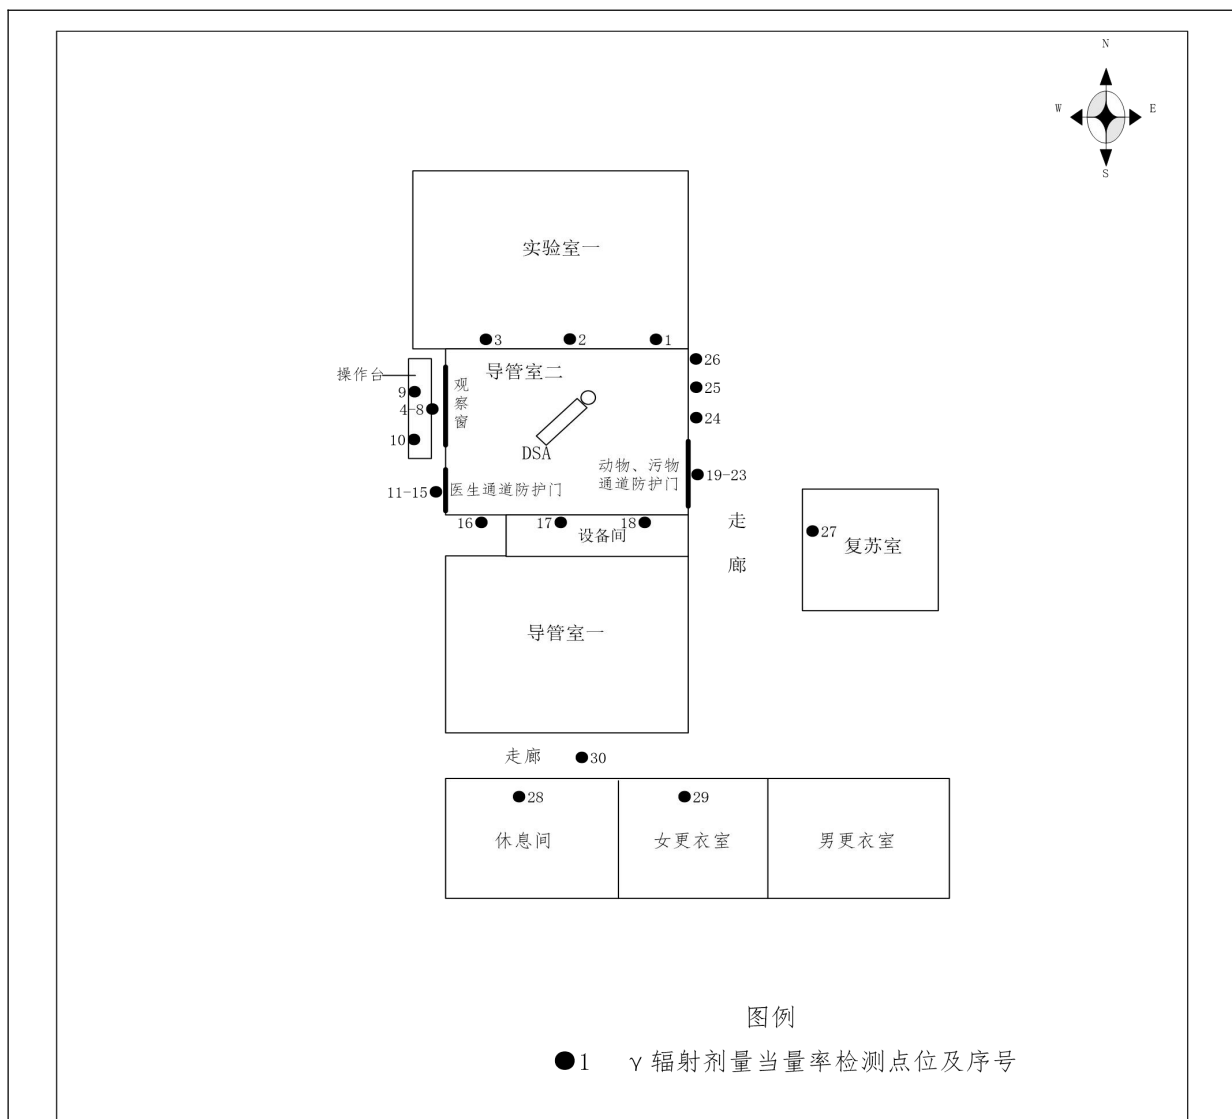 N
W
E
S
实验室一
3
2
1
26
操作台
导管室二
观察窗
25
9
4-8
24
10
DSA
动物、污物
通道防护门
19-23
11-15
医生通道防护门
16
17
18
设备间
走廊
27
复苏室
导管室一
走廊
30
28
29
休息间
女更衣室
男更衣室
图例
1 γ辐射剂量当量率检测点位及序号